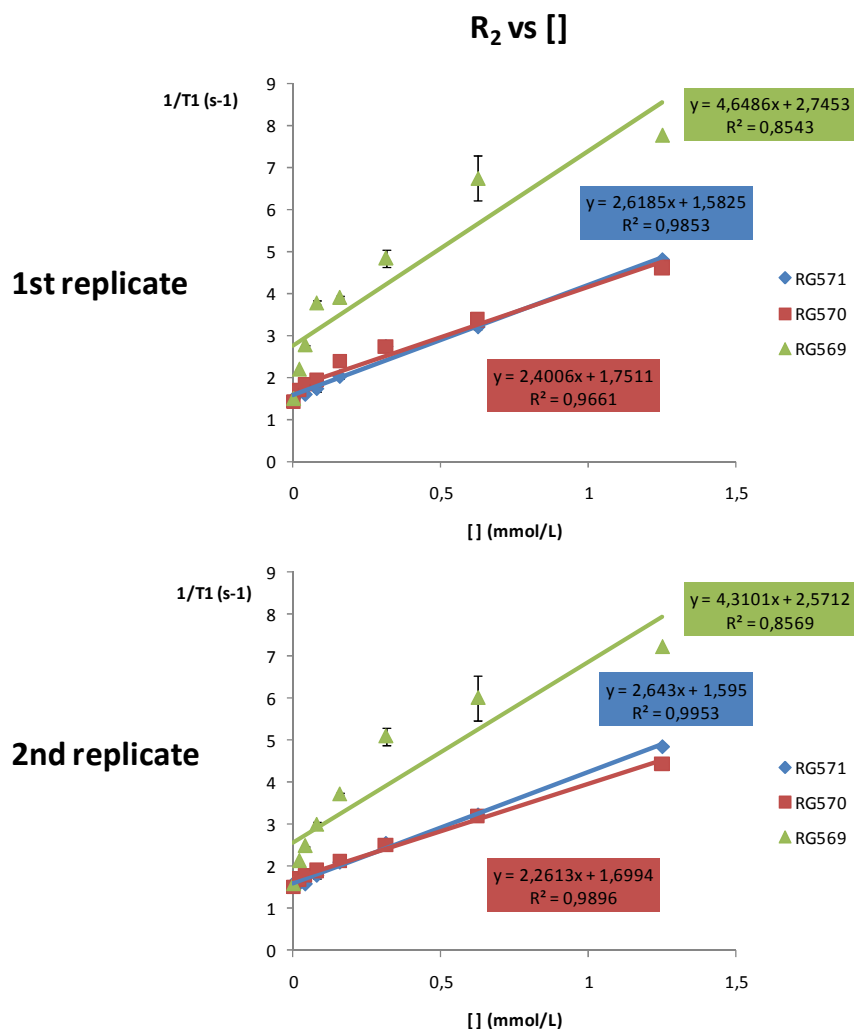 R₂ vs []
1st replicate
1/T1 (s-1)
9
8
7
6
5
4
3
2
1
0
0
0,5
1
1,5
[ ] (mmol/L)
y = 4,6486x + 2,7453
R² = 0,8543
y = 2,6185x + 1,5825
R² = 0,9853
y = 2,4006x + 1,7511
R² = 0,9661
RG571
RG570
RG569
2nd replicate
1/T1 (s-1)
9
8
7
6
5
4
3
2
1
0
0
0,5
1
1,5
[ ] (mmol/L)
y = 4,3101x + 2,5712
R² = 0,8569
y = 2,643x + 1,595
R² = 0,9953
y = 2,2613x + 1,6994
R² = 0,9896
RG571
RG570
RG569